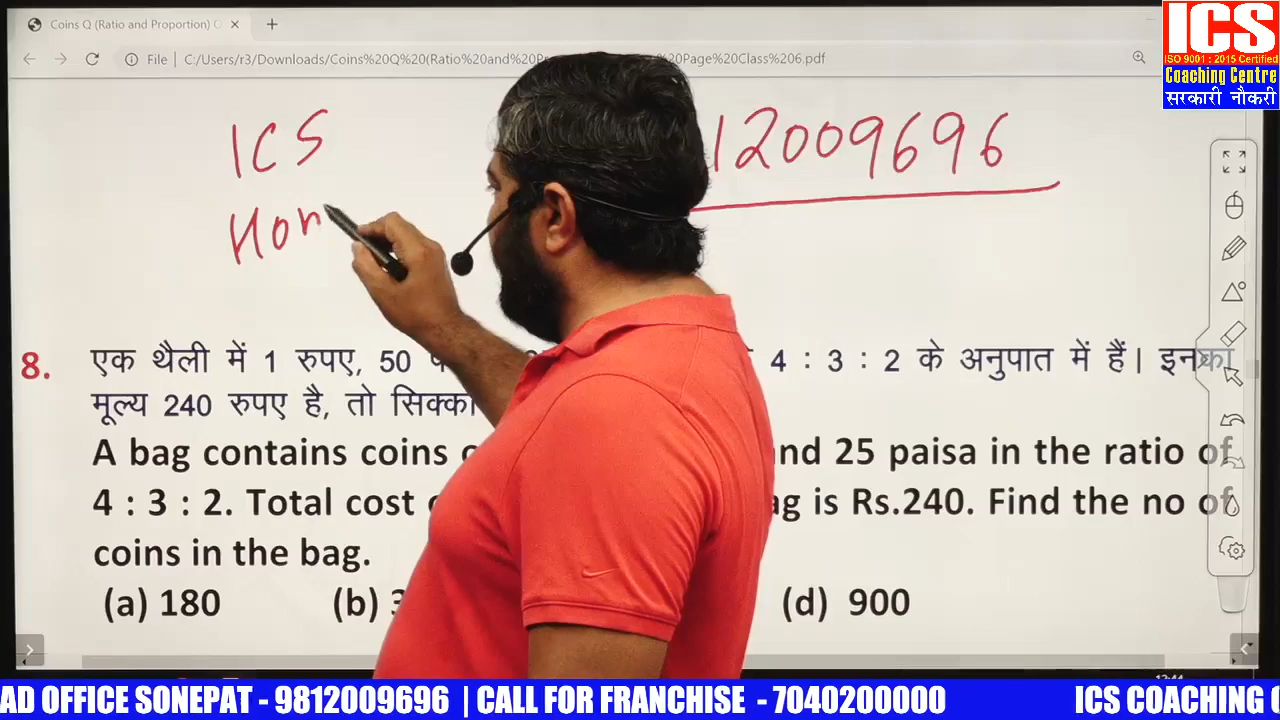 Coins Q (Ratio and Proportion) C
File C:/Users/r3/Downloads/Coins%20Q%20(Ratio%20and%20Pr Page%20Class%206.pdf
ICS
ISO 9001 : 2015 Certified
Coaching Centre
सरकारी नौकरी
ICS 12009696
Hon
8. एक थैली में 1 रुपए, 50 4 : 3 : 2 के अनुपात में हैं। इनका
मूल्य 240 रुपए है, तो सिक्को
A bag contains coins and 25 paisa in the ratio of
4 : 3 : 2. Total cost bag is Rs.240. Find the no of
coins in the bag.
(a) 180 (b) 3 (d) 900
AD OFFICE SONEPAT - 9812009696 | CALL FOR FRANCHISE - 7040200000 ICS COACHING C